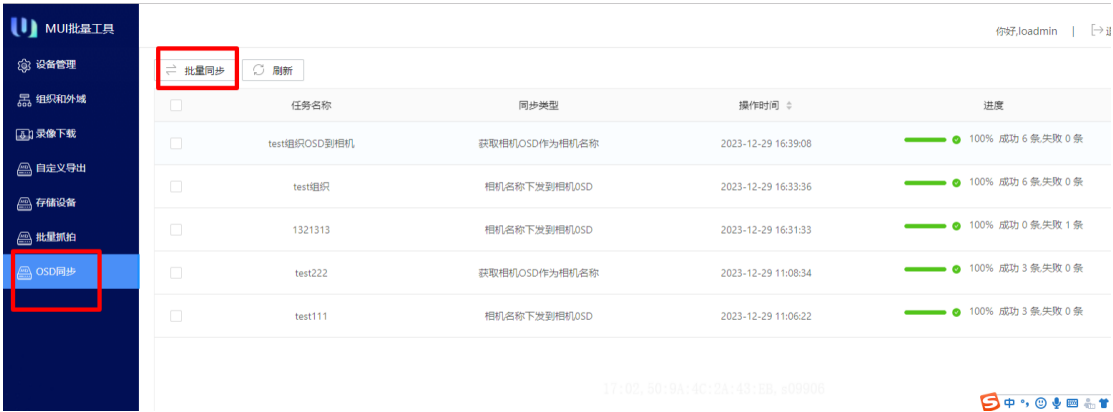 MUI批量工具
你好,loadmin | 退
设备管理
组织和外域
录像下载
自定义导出
存储设备
批量抓拍
OSD同步
批量同步 刷新
任务名称 同步类型 操作时间 进度
test组织OSD到相机 获取相机OSD作为相机名称 2023-12-29 16:39:08 100% 成功 6 条,失败 0 条
test组织 相机名称下发到相机OSD 2023-12-29 16:33:36 100% 成功 6 条,失败 0 条
1321313 相机名称下发到相机OSD 2023-12-29 16:31:33 100% 成功 0 条,失败 1 条
test222 获取相机OSD作为相机名称 2023-12-29 11:08:34 100% 成功 3 条,失败 0 条
test111 相机名称下发到相机OSD 2023-12-29 11:06:22 100% 成功 3 条,失败 0 条
中